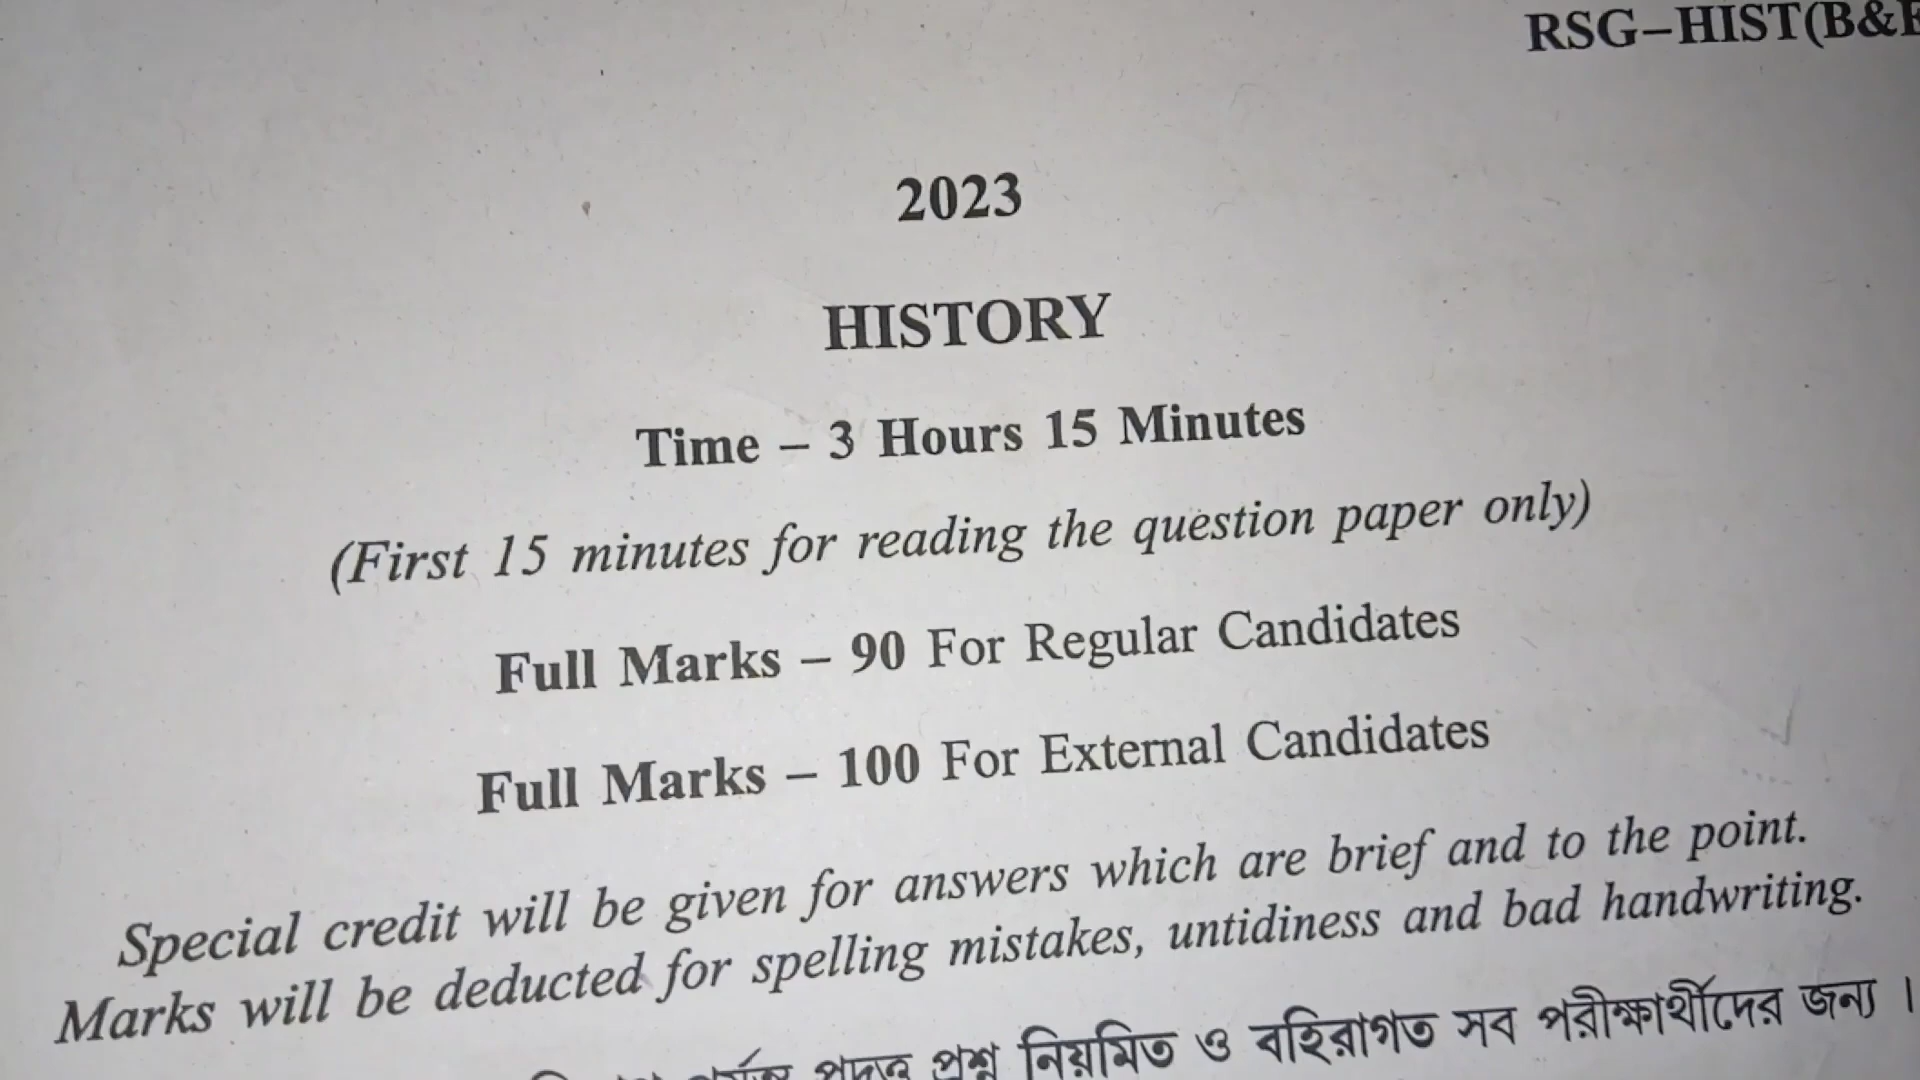 RSG–HIST(B&E
2023
HISTORY
Time – 3 Hours 15 Minutes
(First 15 minutes for reading the question paper only)
Full Marks – 90 For Regular Candidates
Full Marks – 100 For External Candidates
Special credit will be given for answers which are brief and to the point.
Marks will be deducted for spelling mistakes, untidiness and bad handwriting.
প্রশ্ন নিয়মিত ও বহিরাগত সব পরীক্ষার্থীদের জন্য ।